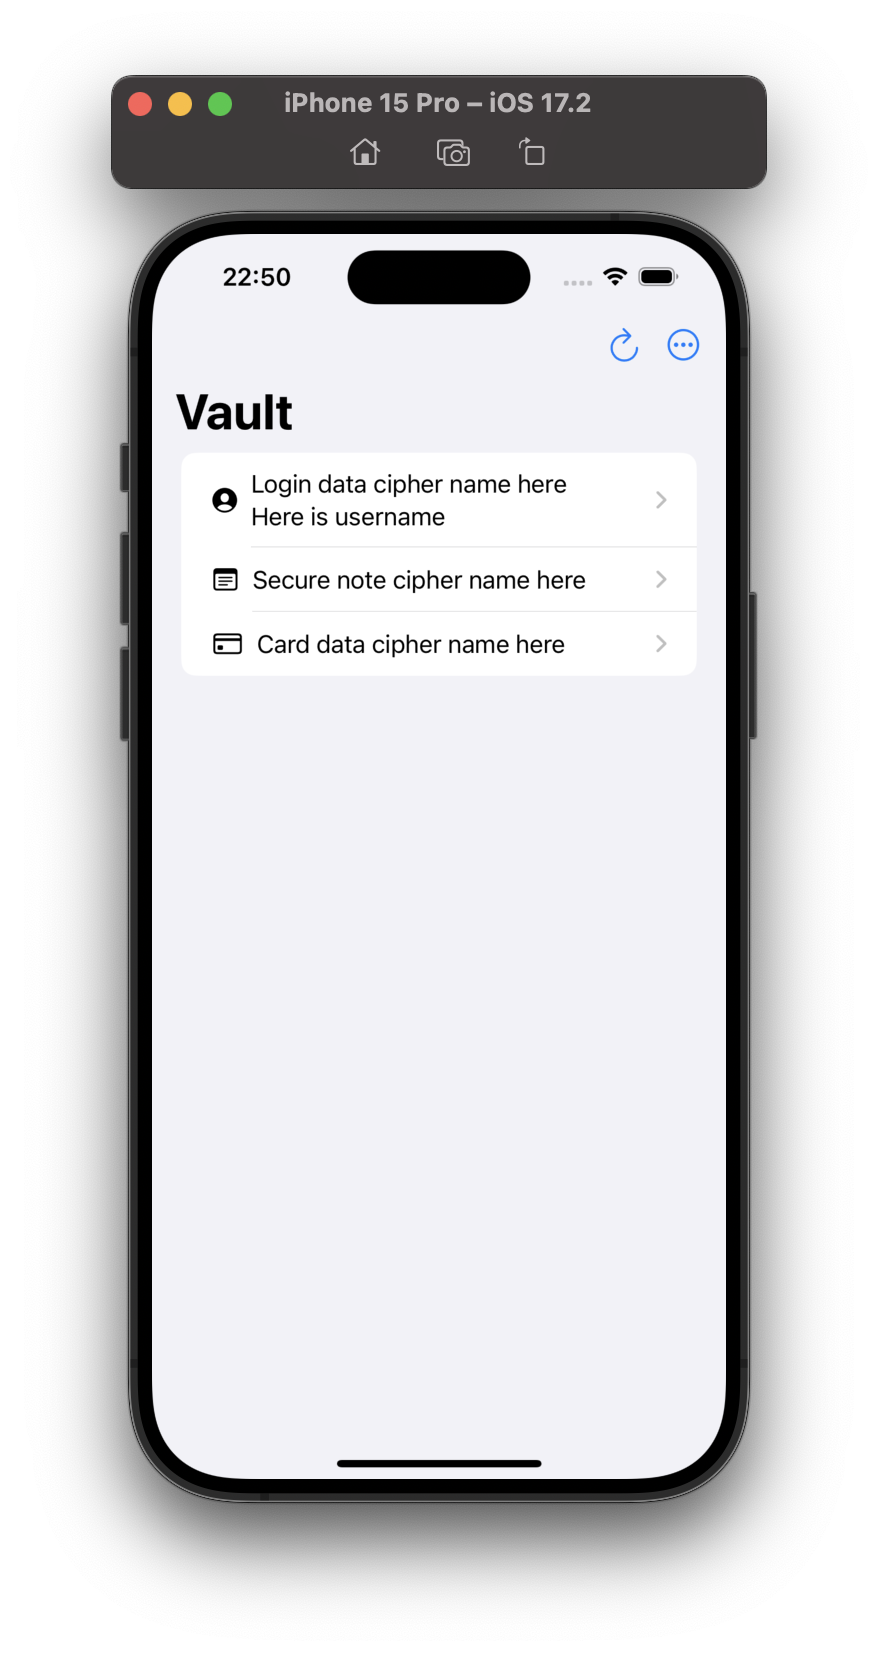 iPhone 15 Pro – iOS 17.2
22:50
Vault
Login data cipher name here
Here is username
Secure note cipher name here
Card data cipher name here